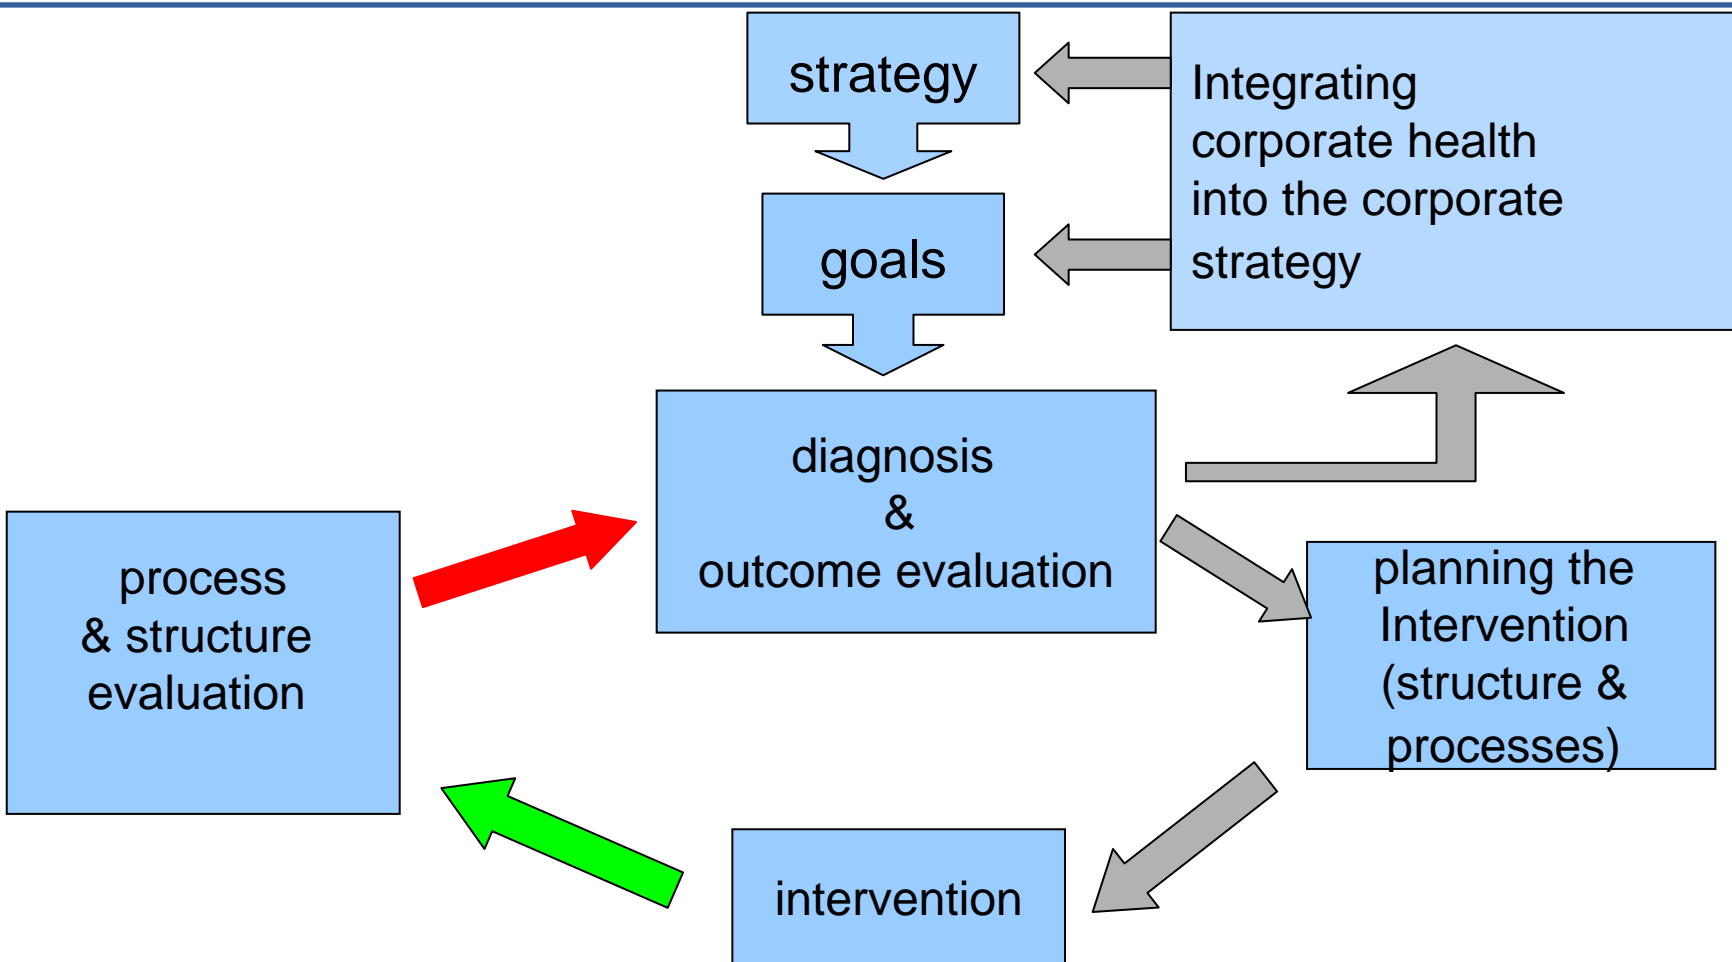 strategy
Integrating
corporate health
into the corporate
strategy
goals
diagnosis
&
outcome evaluation
process
& structure
evaluation
planning the
Intervention
(structure &
processes)
intervention